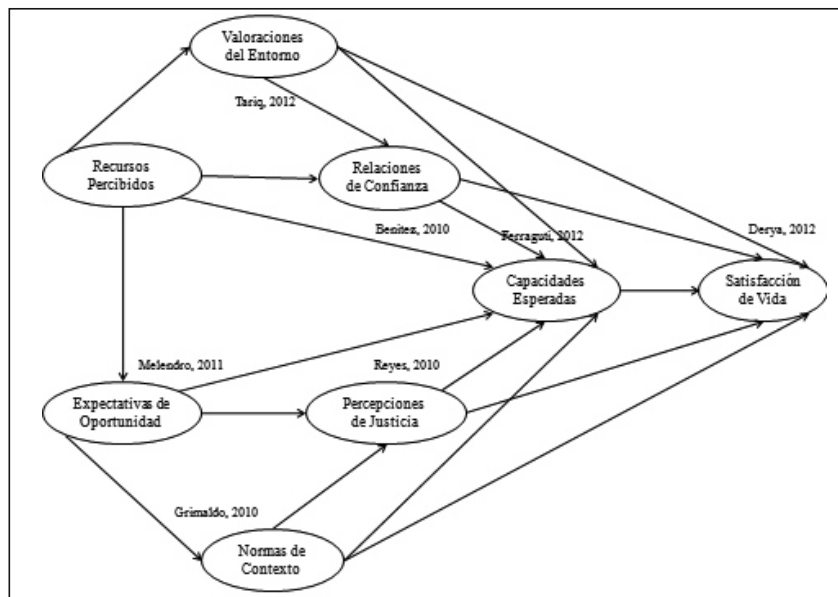 Valoraciones
del Entorno
Tariq, 2012
Recursos
Percibidos
Relaciones
de Confianza
Benitez, 2010
Ferraguti, 2012
Derya, 2012
Capacidades
Esperadas
Satisfacción
de Vida
Melendro, 2011
Reyes, 2010
Expectativas de
Oportunidad
Percepciones
de Justicia
Grimaldo, 2010
Normas de
Contexto